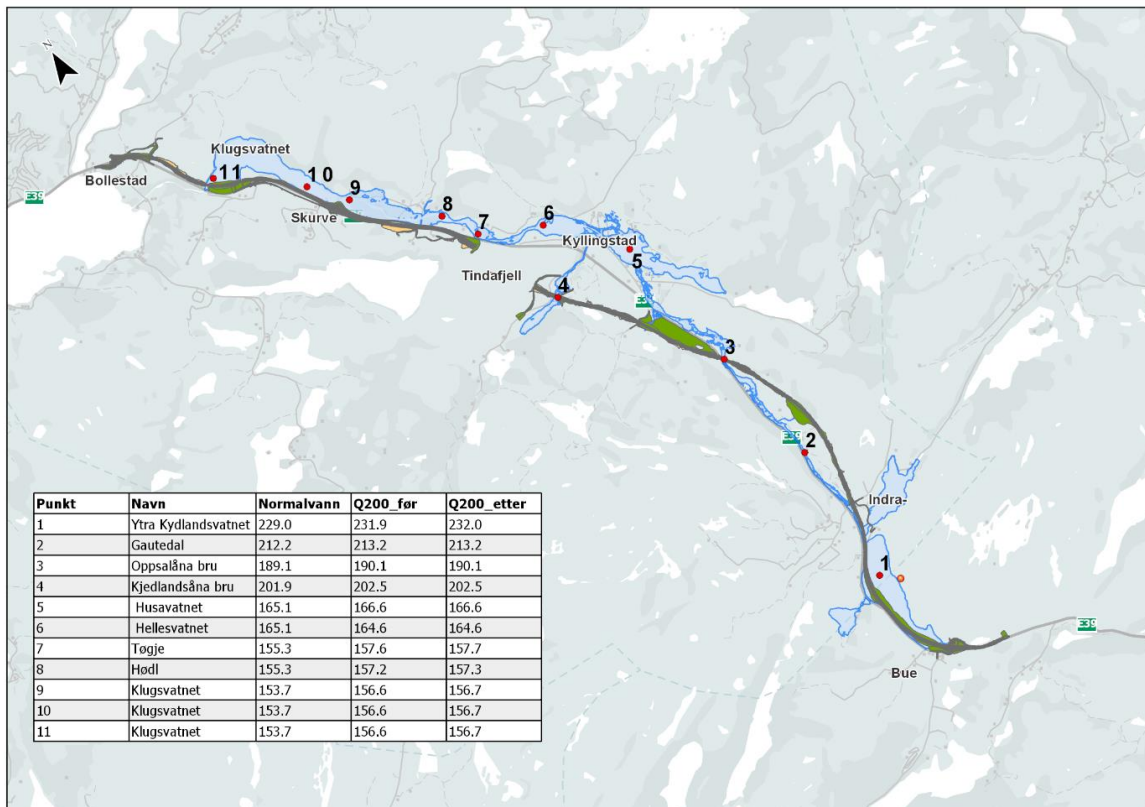 N
Klugsvatnet
11
10
9
Bollestad
E39
Skurve
8
7
6
Kyllingstad
5
Tindafjell
4
3
E39
2
Indra-
1
E39
Bue
Punkt Navn Normalvann Q200_før Q200_etter
1 Ytra Kydlandsvatnet 229.0 231.9 232.0
2 Gautedal 212.2 213.2 213.2
3 Oppsalåna bru 189.1 190.1 190.1
4 Kjedlandsåna bru 201.9 202.5 202.5
5 Husavatnet 165.1 166.6 166.6
6 Hellesvatnet 165.1 164.6 164.6
7 Tøgje 155.3 157.6 157.7
8 Hødl 155.3 157.2 157.3
9 Klugsvatnet 153.7 156.6 156.7
10 Klugsvatnet 153.7 156.6 156.7
11 Klugsvatnet 153.7 156.6 156.7